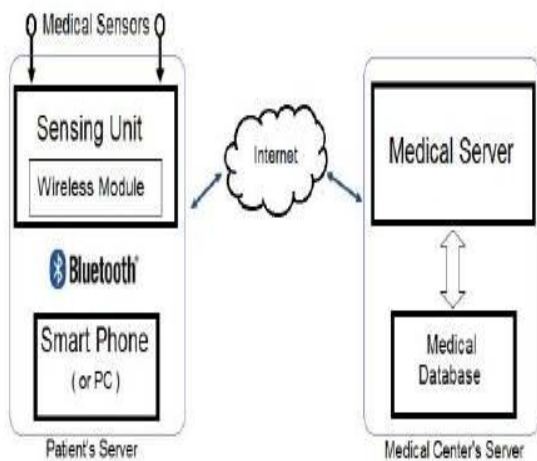 Medical Sensors
Sensing Unit
Wireless Module
Bluetooth®
Smart Phone
( or PC )
Patient's Server
Internet
Medical Server
Medical
Database
Medical Center's Server